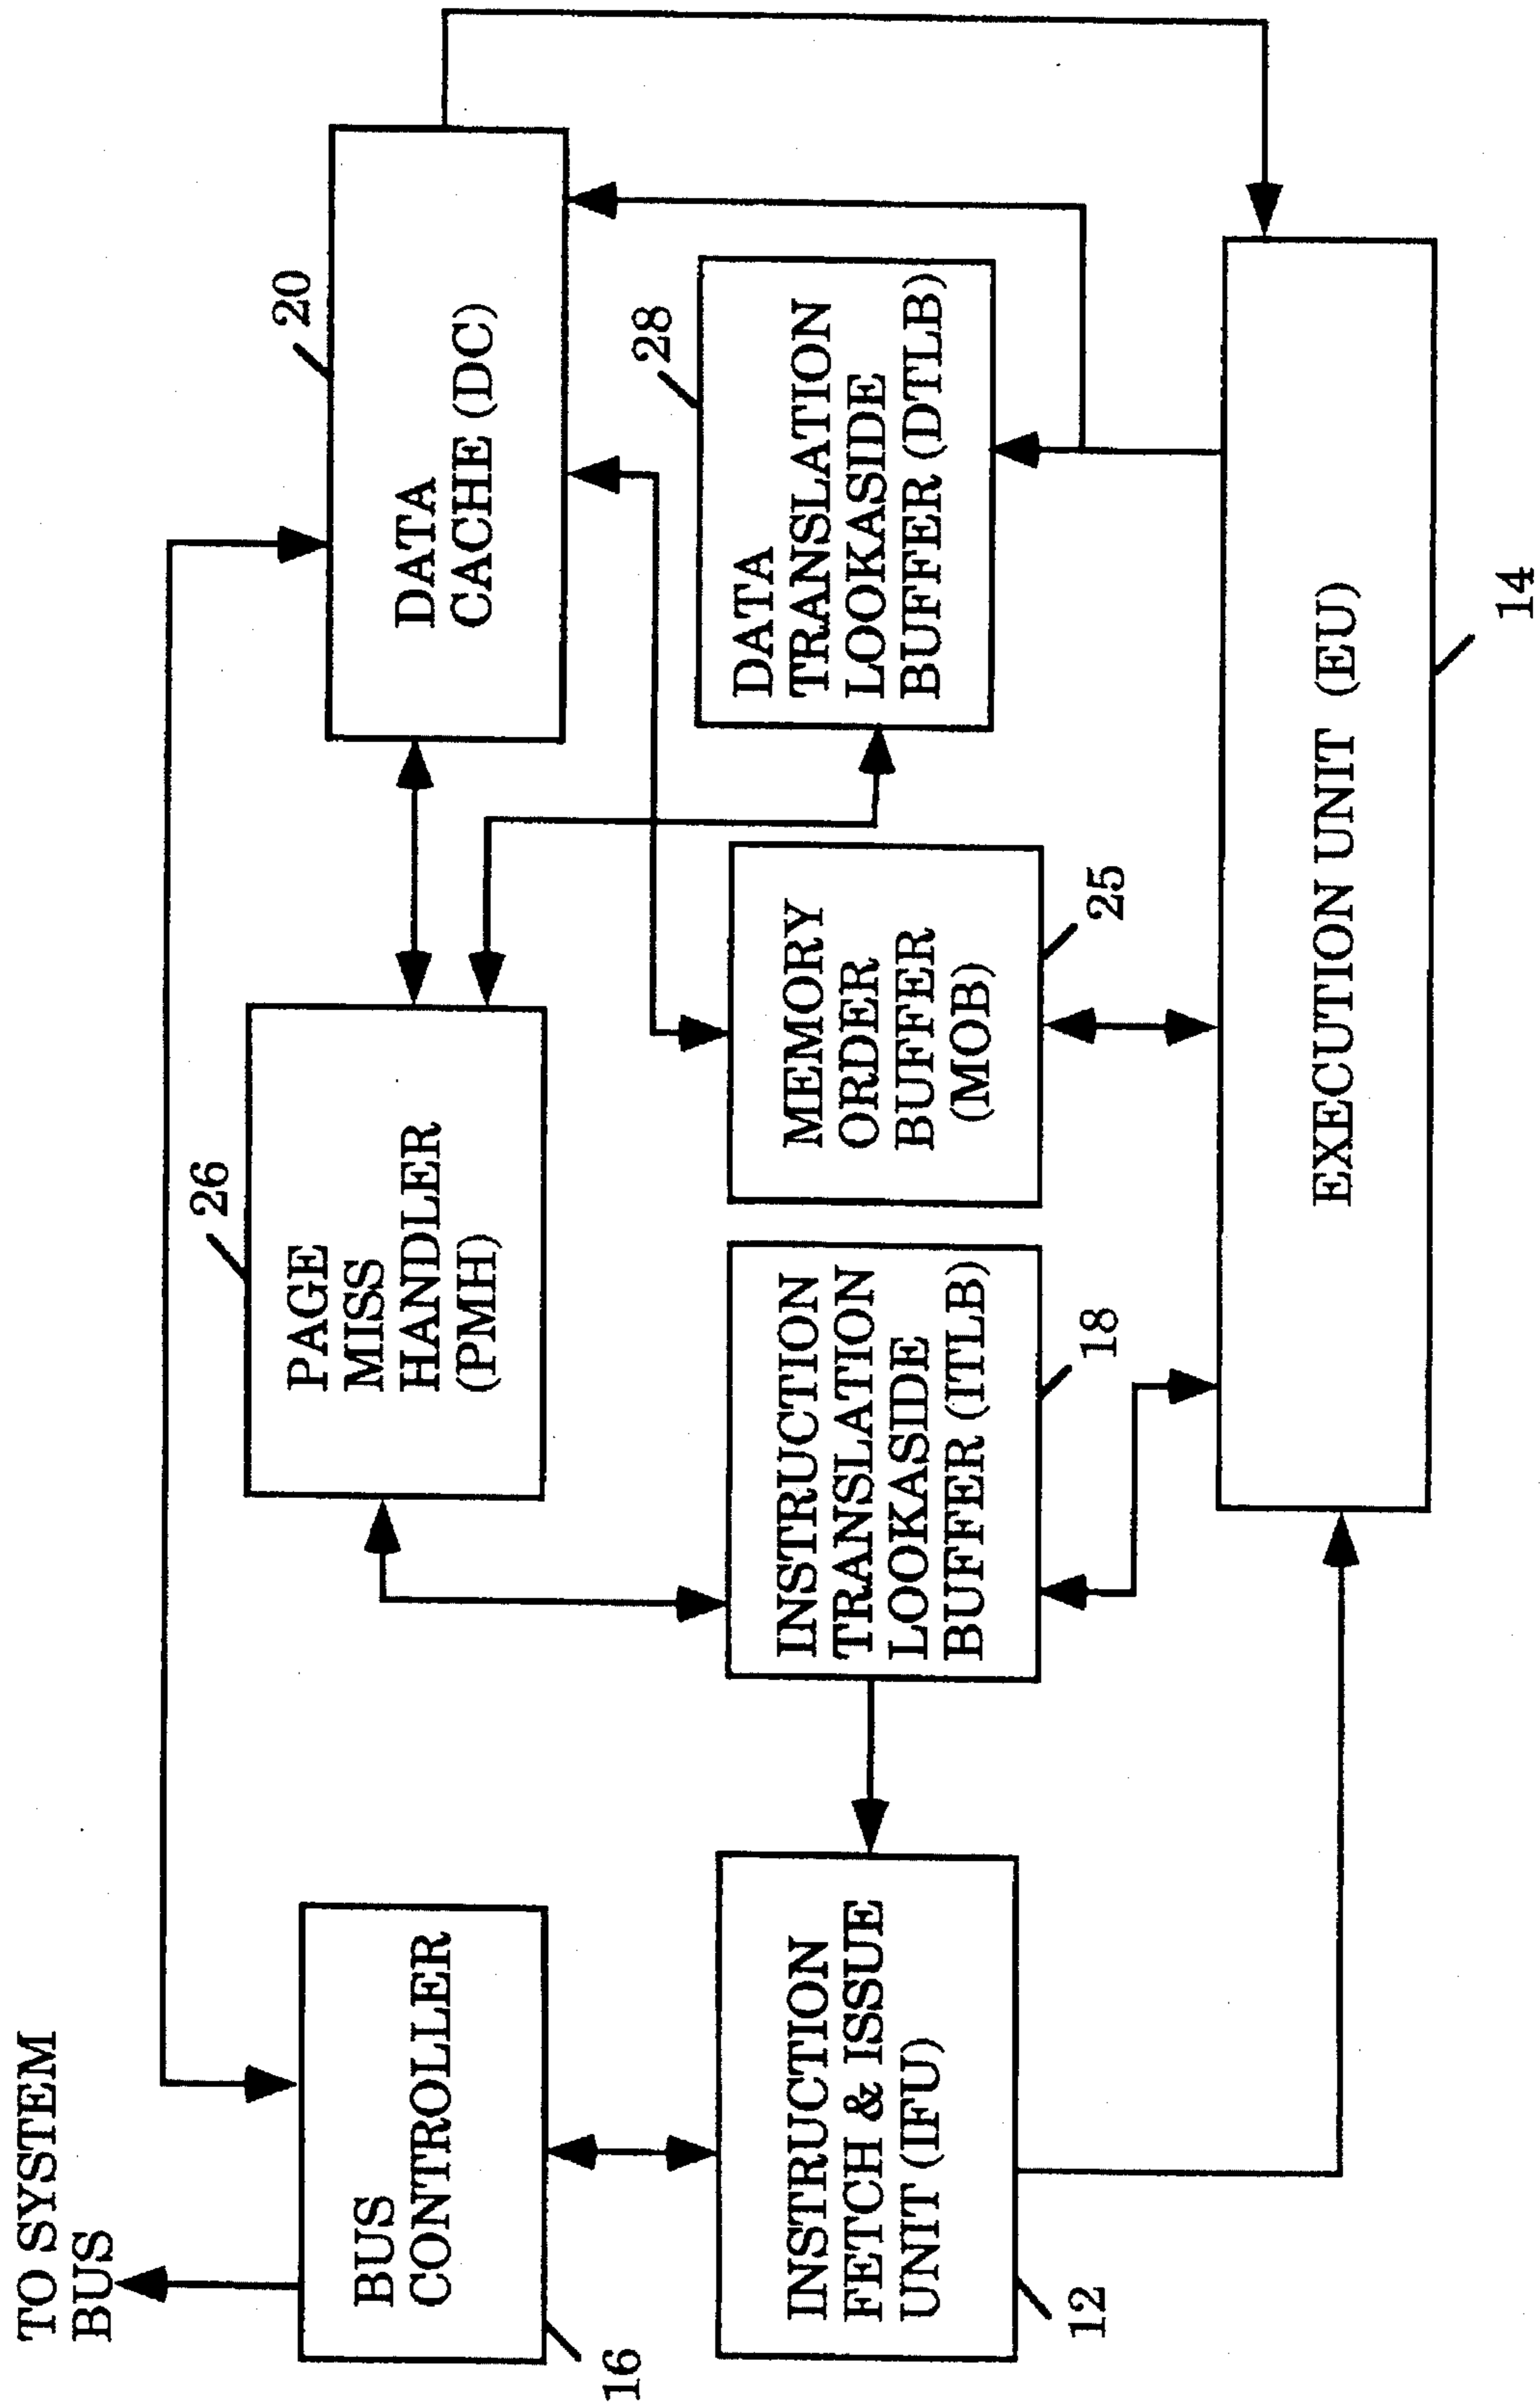 TO SYSTEM
BUS
BUS
CONTROLLER
16
PAGE
MISS
HANDLER
(PMH)
26
DATA
CACHE (DC)
20
INSTRUCTION
FETCH & ISSUE
UNIT (IFU)
12
INSTRUCTION
TRANSLATION
LOOKASIDE
BUFFER (ITLB)
18
MEMORY
ORDER
BUFFER
(MOB)
25
DATA
TRANSLATION
LOOKASIDE
BUFFER (DTLB)
28
EXECUTION UNIT (EU)
14